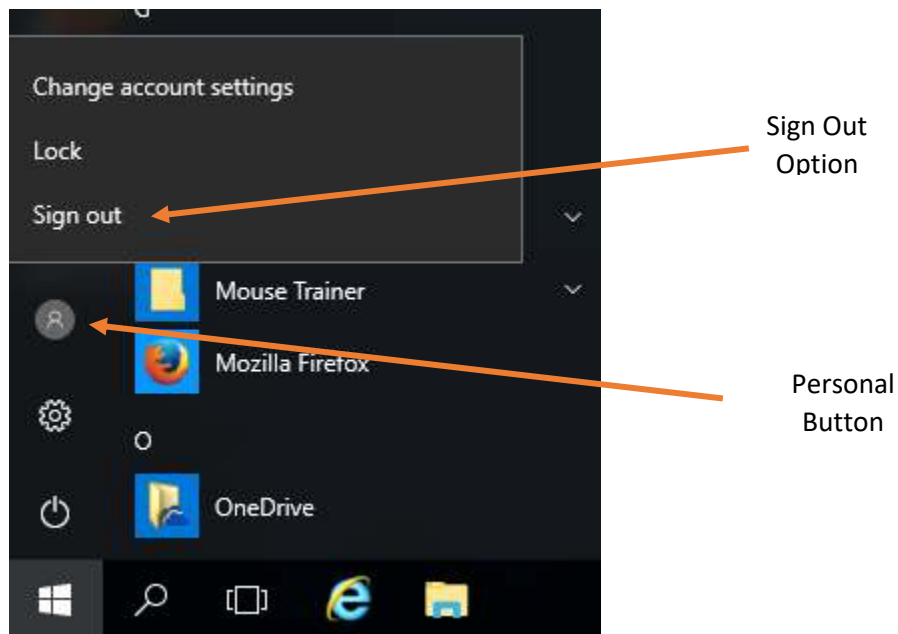 Change account settings
Lock
Sign out
Sign Out
Option
Mouse Trainer
Mozilla Firefox
Personal
Button
O
OneDrive